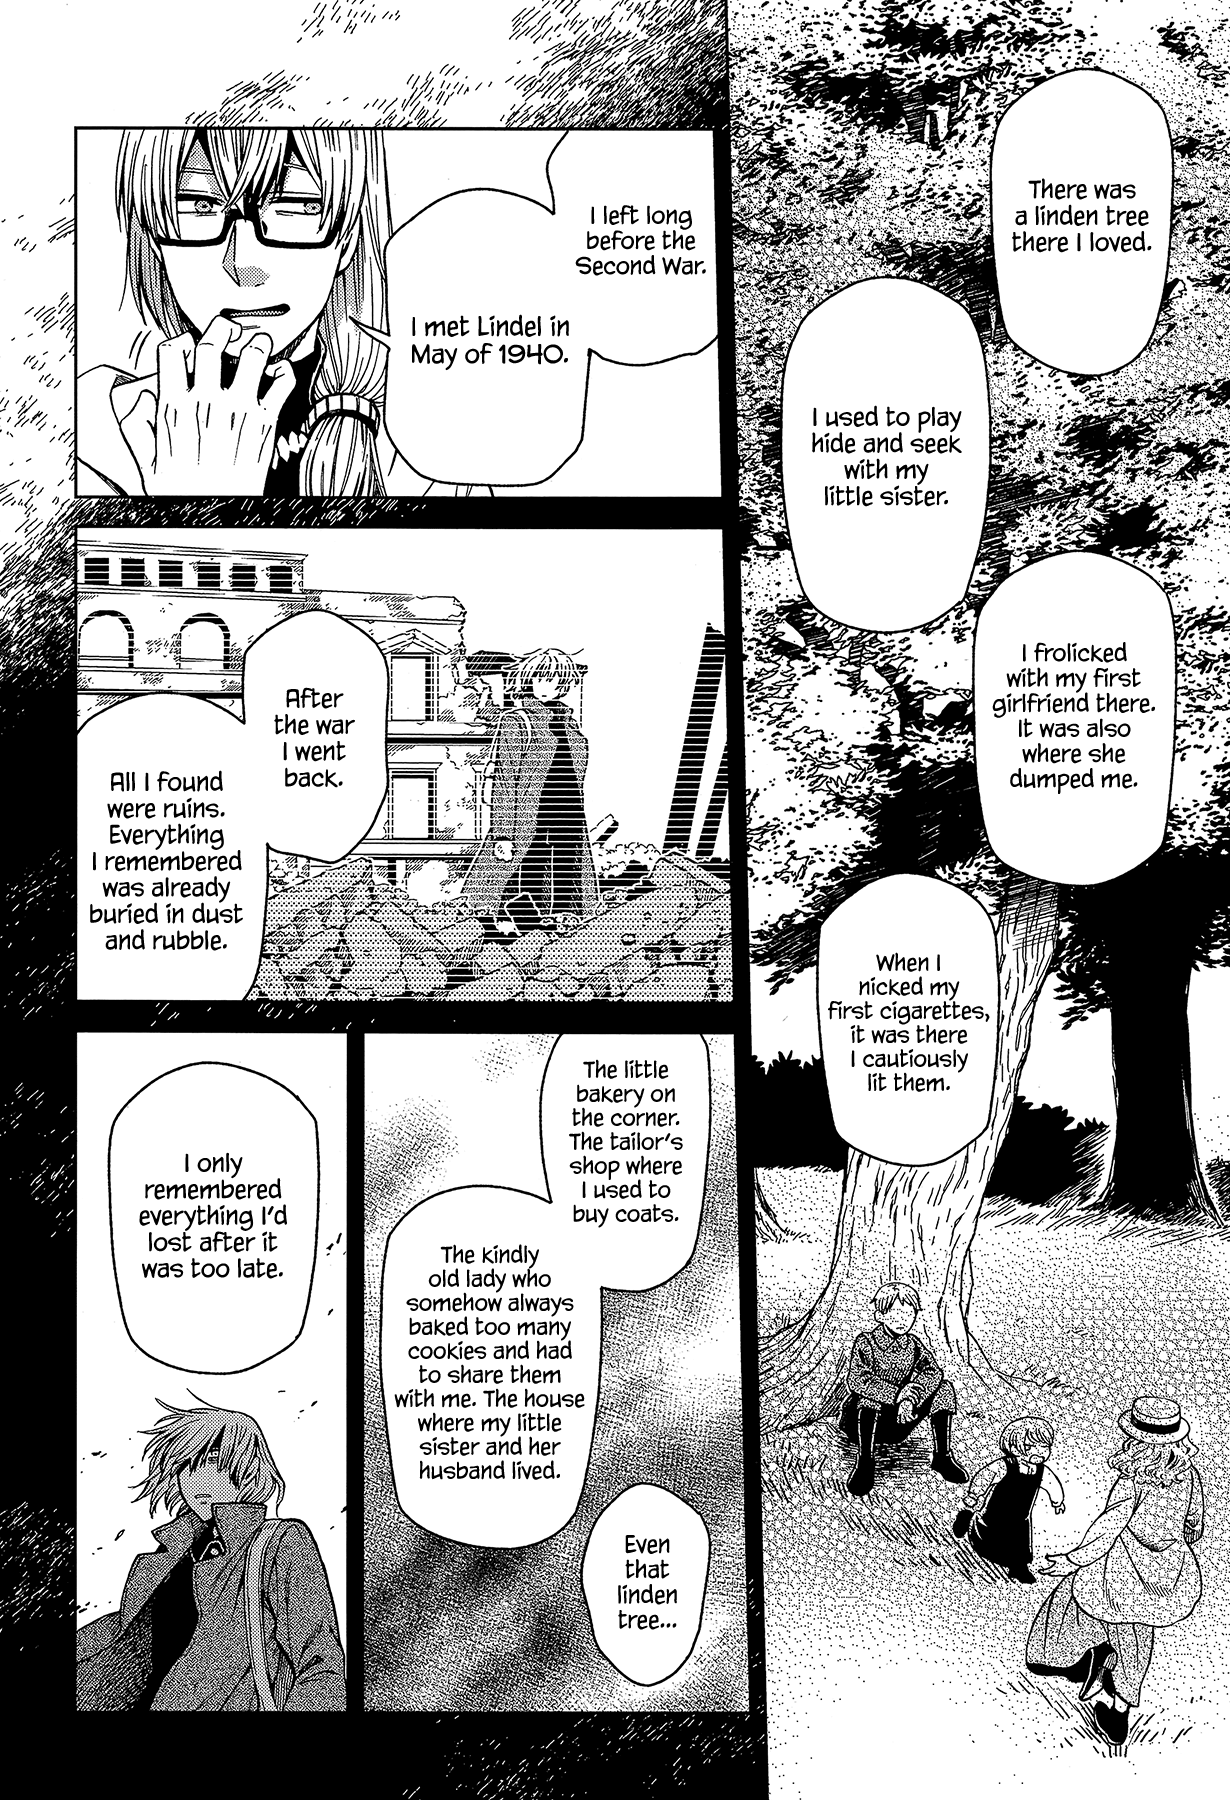 There was
a linden tree
there I loved.
I used to play
hide and seek
with my
little sister.
I frolicked
with my first
girlfriend there.
It was also
where she
dumped me.
When I
nicked my
first cigarettes,
it was there
I cautiously
lit them.
I left long
before the
Second War.
I met Lindel in
May of 1940.
After
the war
I went
back.
All I found
were ruins.
Everything
I remembered
was already
buried in dust
and rubble.
The little
bakery on
the corner.
The tailor's
shop where
I used to
buy coats.
The kindly
old lady who
somehow always
baked too many
cookies and had
to share them
with me. The house
where my little
sister and her
husband lived.
Even
that
linden
tree...
I only
remembered
everything I'd
lost after it
was too late.